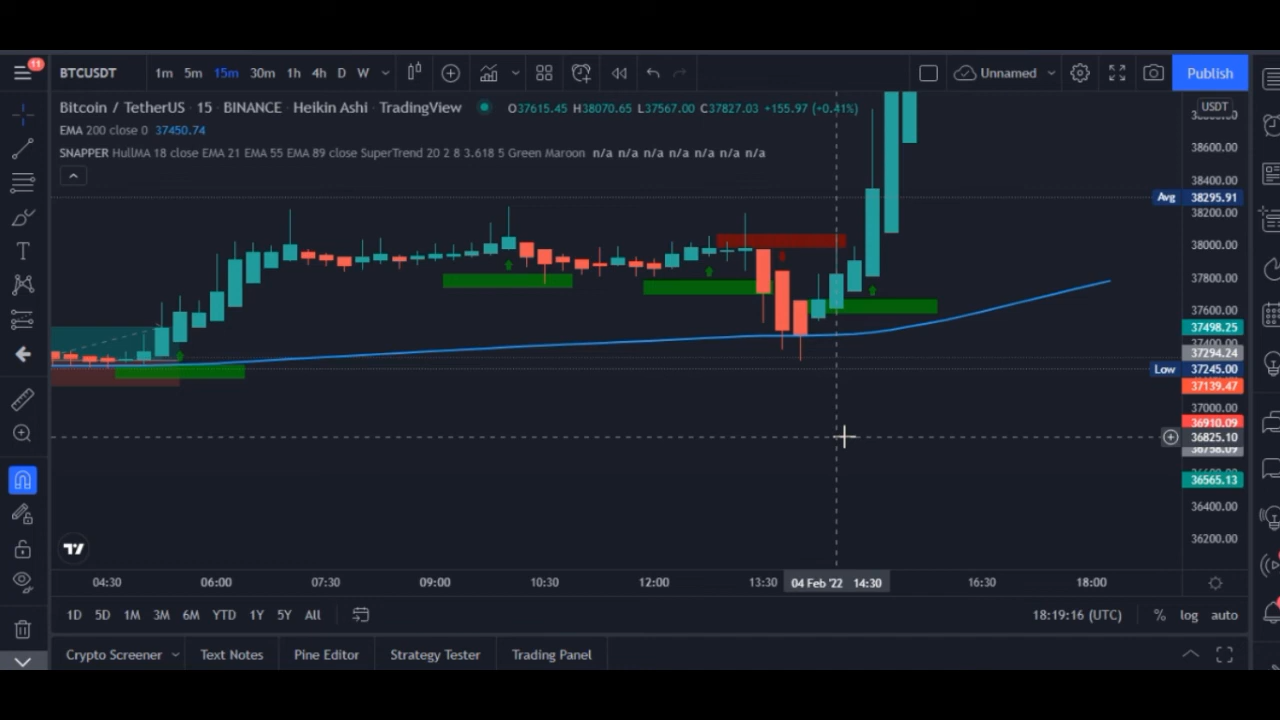 11
BTCUSDT 1m 5m 15m 30m 1h 4h D W Unnamed Publish
Bitcoin / TetherUS · 15 · BINANCE · Heikin Ashi · TradingView O37615.45 H38070.65 L37567.00 C37827.03 +155.97 (+0.41%)
USDT
EMA 200 close 0 37450.74
38600.00
SNAPPER HullMA 18 close EMA 21 EMA 55 EMA 89 close SuperTrend 20 2 8 3.618 5 Green Maroon n/a n/a n/a n/a n/a n/a n/a
38400.00
Avg 38295.91
38200.00
38000.00
37800.00
37600.00
37498.25
37400.00
37294.24
Low 37245.00
37139.47
37000.00
36910.09
36825.10
36758.09
36565.13
36400.00
36200.00
04:30 06:00 07:30 09:00 10:30 12:00 13:30 04 Feb '22 14:30 16:30 18:00
1D 5D 1M 3M 6M YTD 1Y 5Y All 18:19:16 (UTC) % log auto
Crypto Screener Text Notes Pine Editor Strategy Tester Trading Panel